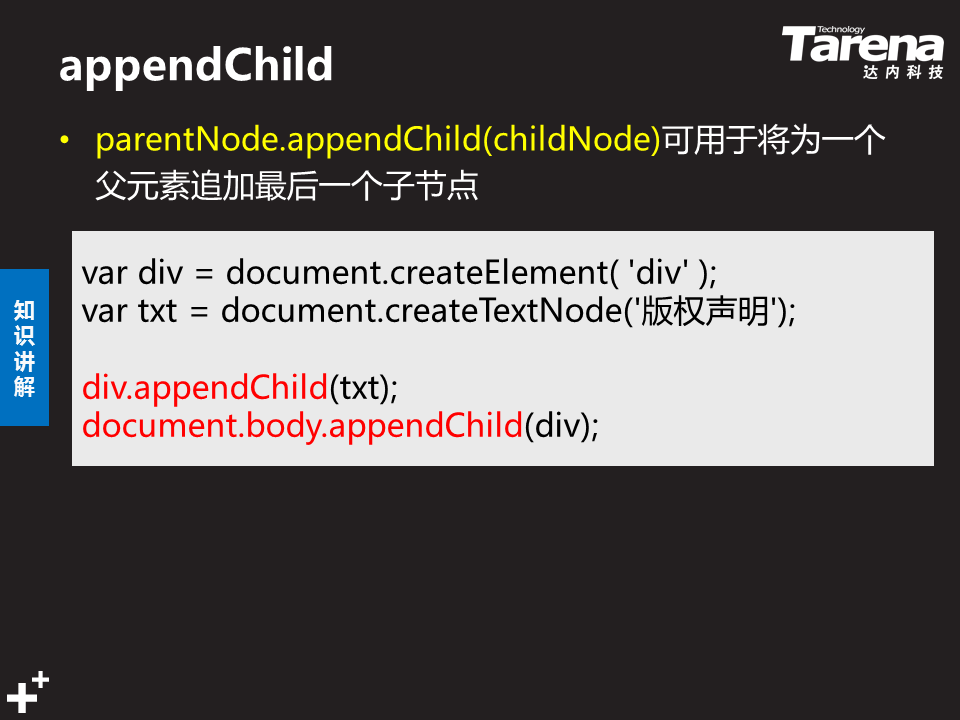 appendChild
Technology
Tarena
达内科技
• parentNode.appendChild(childNode)可用于将为一个
父元素追加最后一个子节点
var div = document.createElement( 'div' );
var txt = document.createTextNode('版权声明');
div.appendChild(txt);
document.body.appendChild(div);
知
识
讲
解